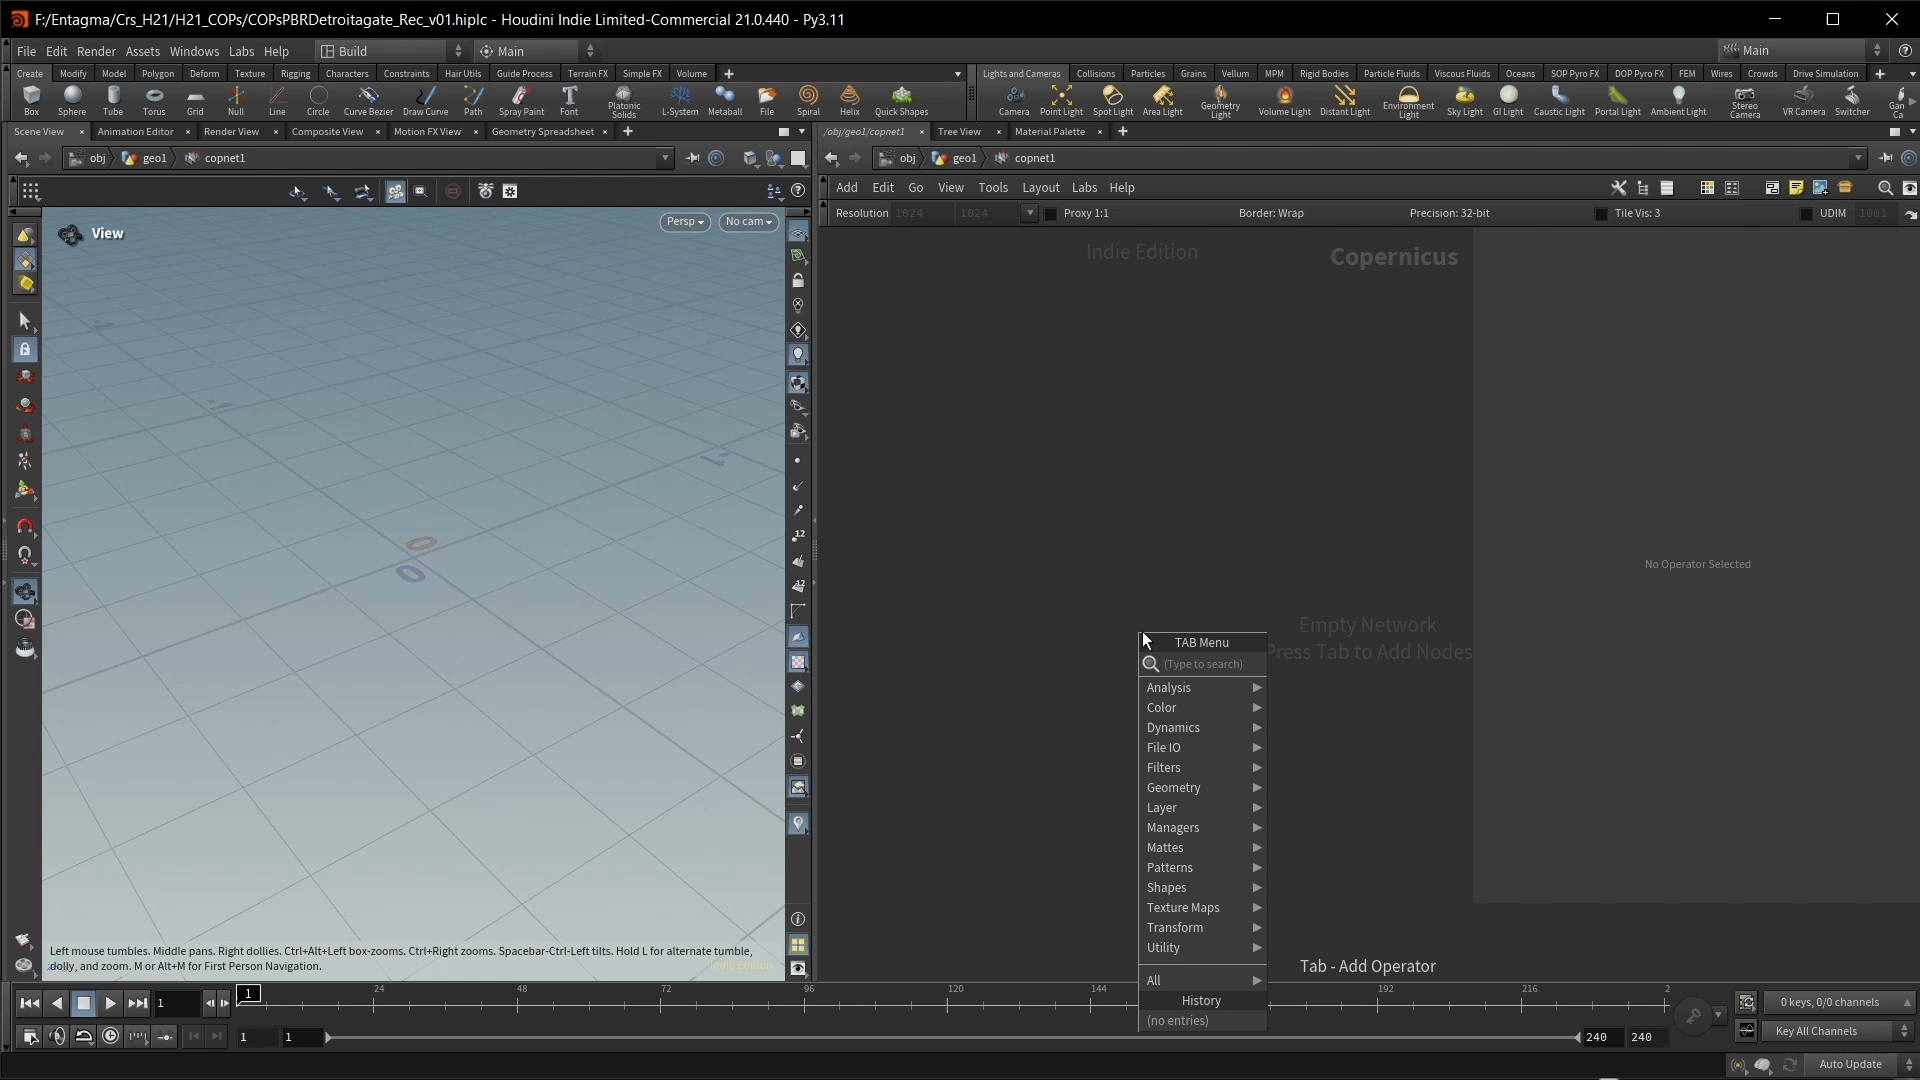 F:/Entagma/Crs_H21/H21_COPs/COPsPBRDetroitagate_Rec_v01.hiplc - Houdini Indie Limited-Commercial 21.0.440 - Py3.11
File Edit Render Assets Windows Labs Help Build Main Main
Create Modify Model Polygon Deform Texture Rigging Characters Constraints Hair Utils Guide Process Terrain FX Simple FX Volume
Lights and Cameras Collisions Particles Grains Vellum MPM Rigid Bodies Particle Fluids Viscous Fluids Oceans SOP Pyro FX DOP Pyro FX FEM Wires Crowds Drive Simulation
Box Sphere Tube Torus Grid Null Line Circle Curve Bezier Draw Curve Path Spray Paint Font Platonic Solids L-System Metaball File Spiral Helix Quick Shapes
Camera Point Light Spot Light Area Light Geometry Light Volume Light Distant Light Environment Light Sky Light GI Light Caustic Light Portal Light Ambient Light Stereo Camera VR Camera Switcher Gan Ca
Scene View Animation Editor Render View Composite View Motion FX View Geometry Spreadsheet
/obj/geo1/copnet1 Tree View Material Palette
obj geo1 copnet1
obj geo1 copnet1
Add Edit Go View Tools Layout Labs Help
Resolution 1024 1024 Proxy 1:1 Border: Wrap Precision: 32-bit Tile Vis: 3 UDIM 1001
View
Persp No cam
Indie Edition
Copernicus
0
0
12
12
No Operator Selected
Empty Network
Press Tab to Add Nodes
TAB Menu
(Type to search)
Analysis
Color
Dynamics
File IO
Filters
Geometry
Layer
Managers
Mattes
Patterns
Shapes
Texture Maps
Transform
Utility
All
History
(no entries)
Left mouse tumbles. Middle pans. Right dollies. Ctrl+Alt+Left box-zooms. Ctrl+Right zooms. Spacebar-Ctrl-Left tilts. Hold L for alternate tumble,
dolly, and zoom. M or Alt+M for First Person Navigation.
Indie Edition
Tab - Add Operator
1 1 24 48 72 96 120 144 192 216 2
0 keys, 0/0 channels
1 1 240 240
Key All Channels
Auto Update